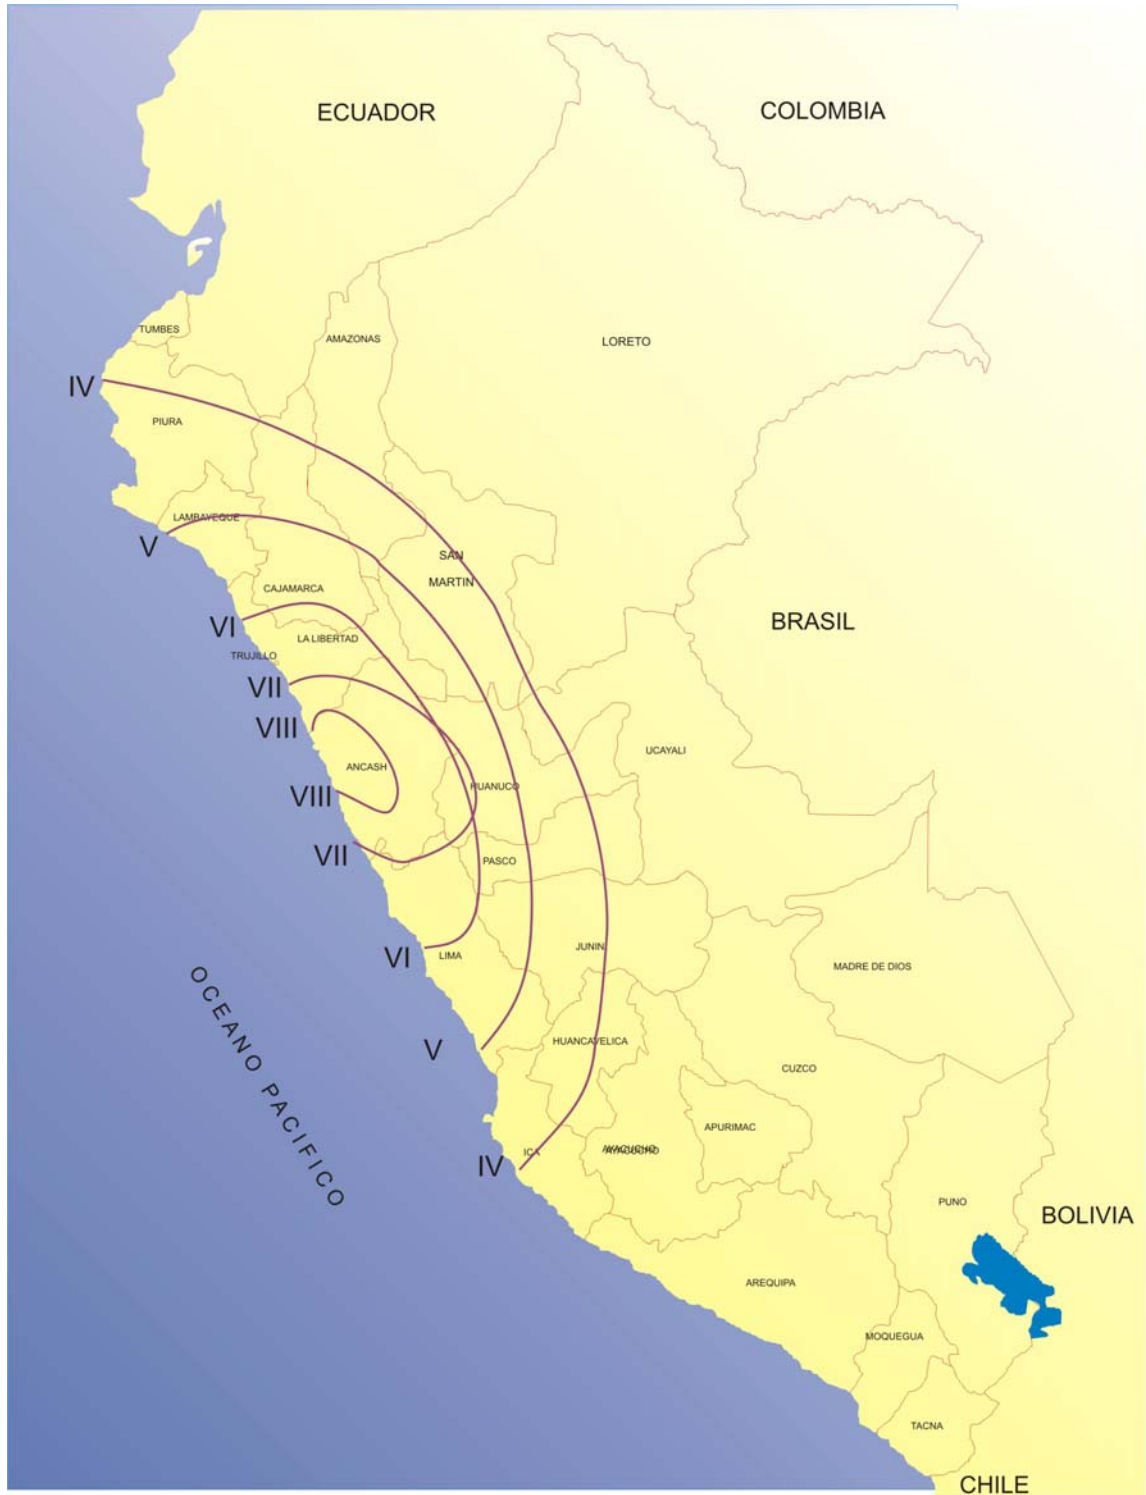 ECUADOR
COLOMBIA
TUMBES
AMAZONAS
LORETO
IV
PIURA
LAMBAYEQUE
V
SAN
MARTIN
CAJAMARCA
VI
BRASIL
LA LIBERTAD
TRUJILLO
VII
VIII
UCAYALI
ANCASH
HUANUCO
VIII
VII
PASCO
VI
LIMA
JUNIN
MADRE DE DIOS
OCEANO PACIFICO
V
HUANCAVELICA
CUZCO
APURIMAC
ICA
AYACUCHO
AYACUCHO
IV
PUNO
BOLIVIA
AREQUIPA
MOQUEGUA
TACNA
CHILE